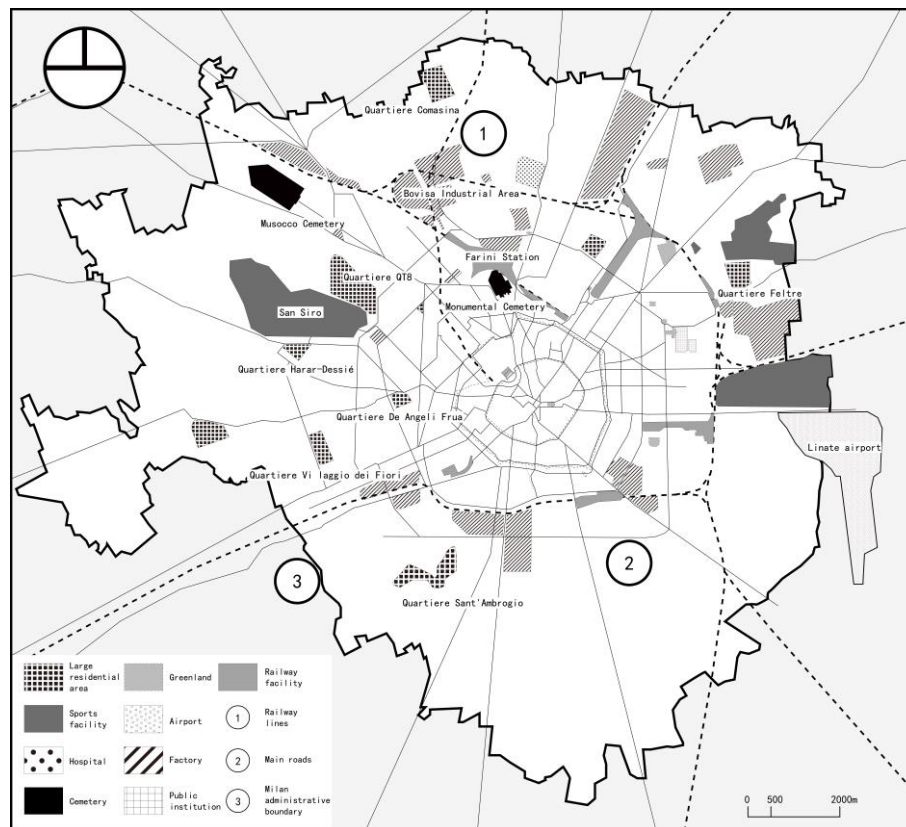 Quartiere Comasina
1
Bovisa Industrial Area
Musocco Cemetery
Farini Station
Quartiere QT8
Quartiere Feltre
San Siro
Monumental Cemetery
Quartiere Harar-Dessié
Quartiere De Angeli Frua
Linate airport
Quartiere Vi laggio dei Fiori
2
3
Quartiere Sant'Ambrogio
Large
residential
area
Greenland
Railway
facility
Sports
facility
Airport
1
Railway
lines
Hospital
Factory
2
Main roads
Cemetery
Public
institution
3
Milan
administrative
boundary
0 500 2000m